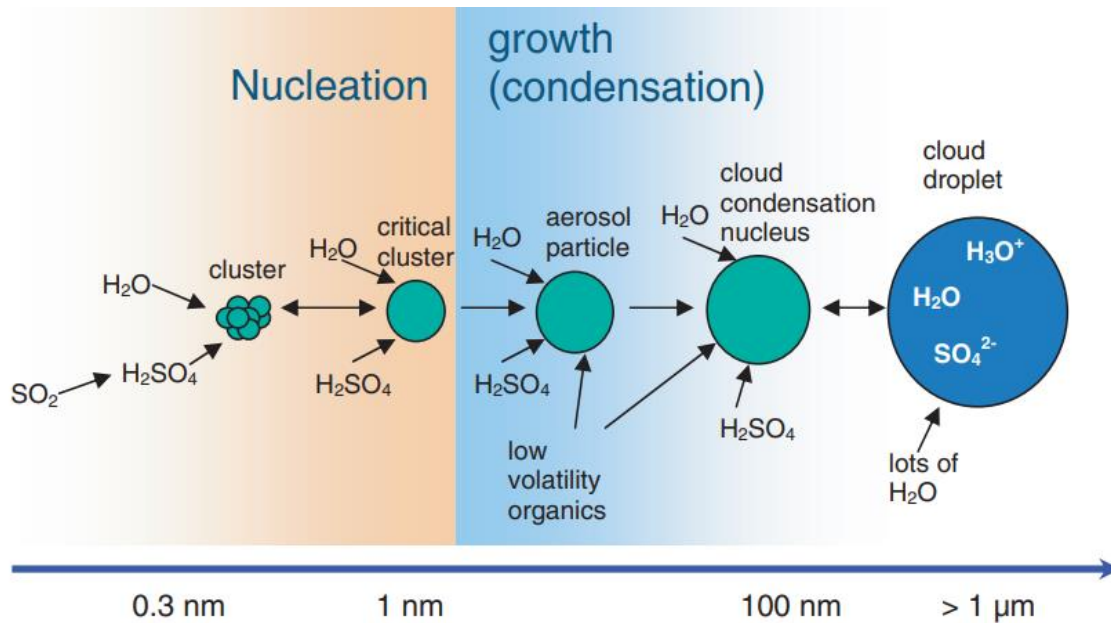 Nucleation
growth
(condensation)
SO₂
H₂O
H₂SO₄
cluster
H₂O
critical
cluster
H₂SO₄
H₂O
aerosol
particle
H₂SO₄
low
volatility
organics
H₂O
cloud
condensation
nucleus
H₂SO₄
cloud
droplet
H₃O⁺
H₂O
SO₄²⁻
lots of
H₂O
0.3 nm
1 nm
100 nm
> 1 µm